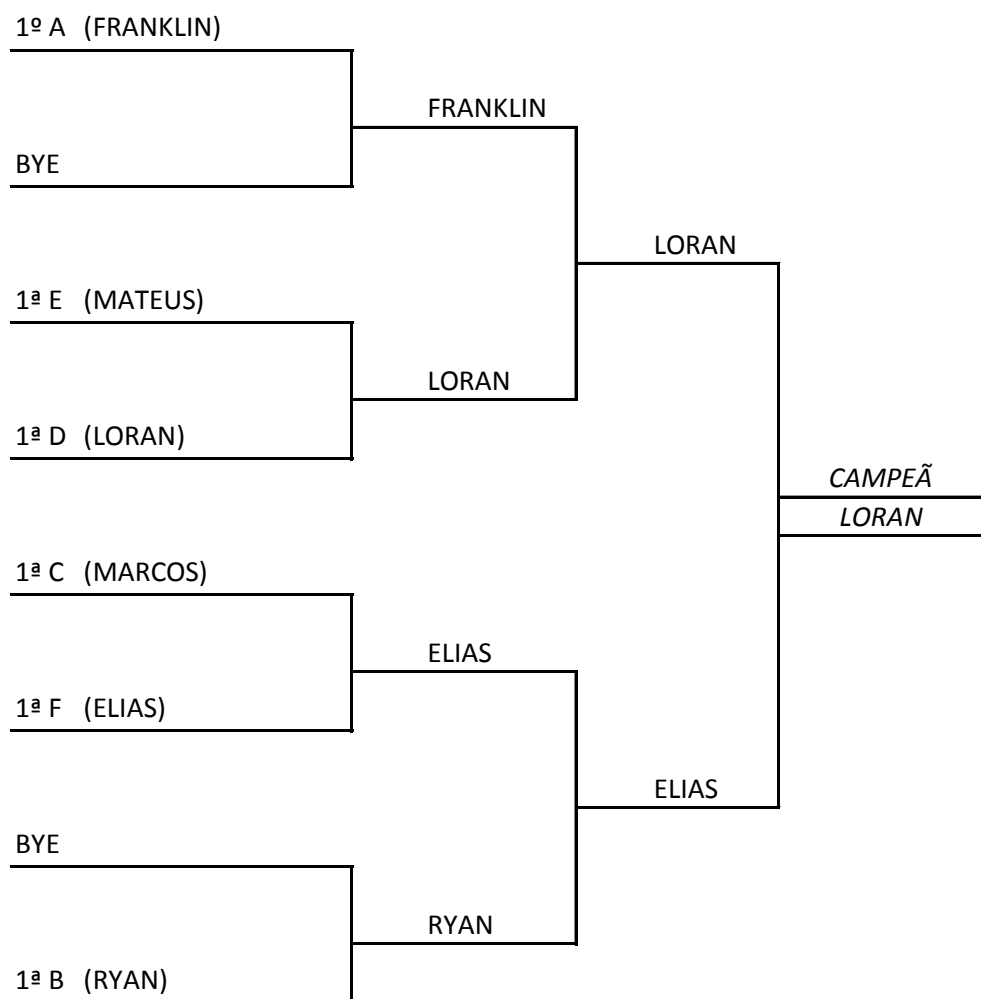 1º A (FRANKLIN)
FRANKLIN
BYE
LORAN
1ª E (MATEUS)
LORAN
1ª D (LORAN)
CAMPEÃ
LORAN
1ª C (MARCOS)
ELIAS
1ª F (ELIAS)
ELIAS
BYE
RYAN
1ª B (RYAN)